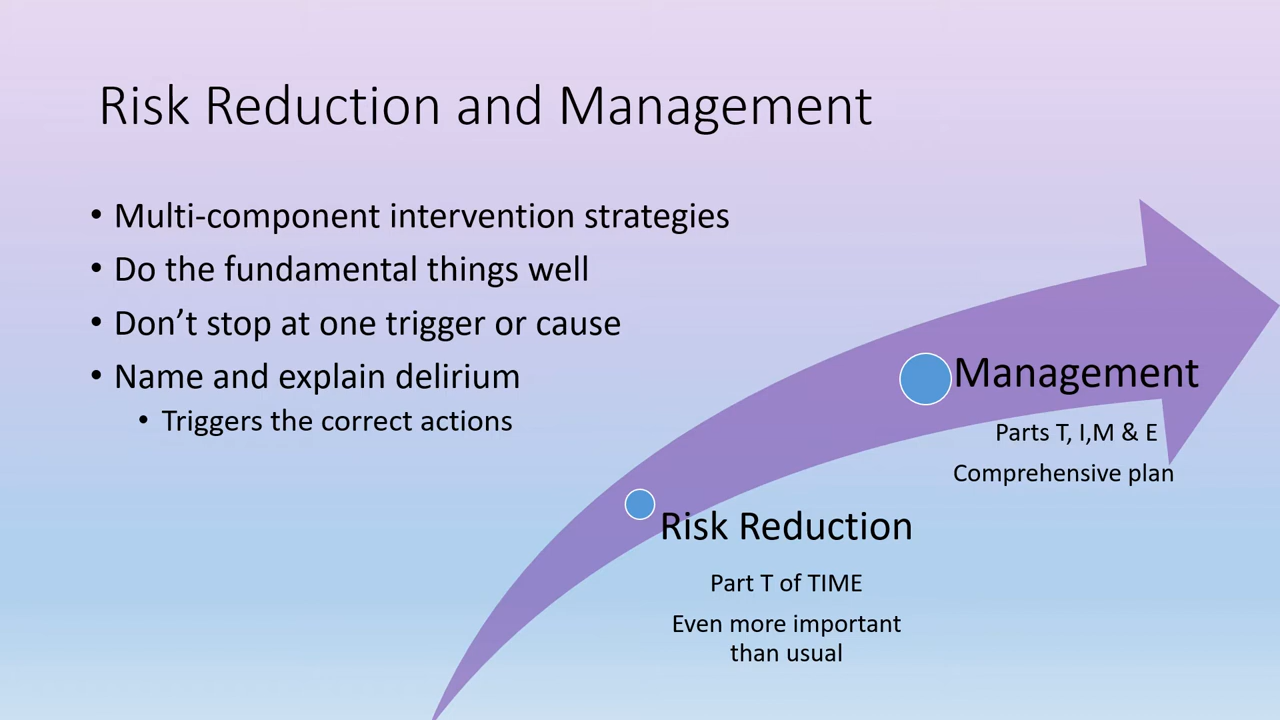 Risk Reduction and Management
• Multi-component intervention strategies
• Do the fundamental things well
• Don’t stop at one trigger or cause
• Name and explain delirium
• Triggers the correct actions
Management
Parts T, I,M & E
Comprehensive plan
Risk Reduction
Part T of TIME
Even more important
than usual